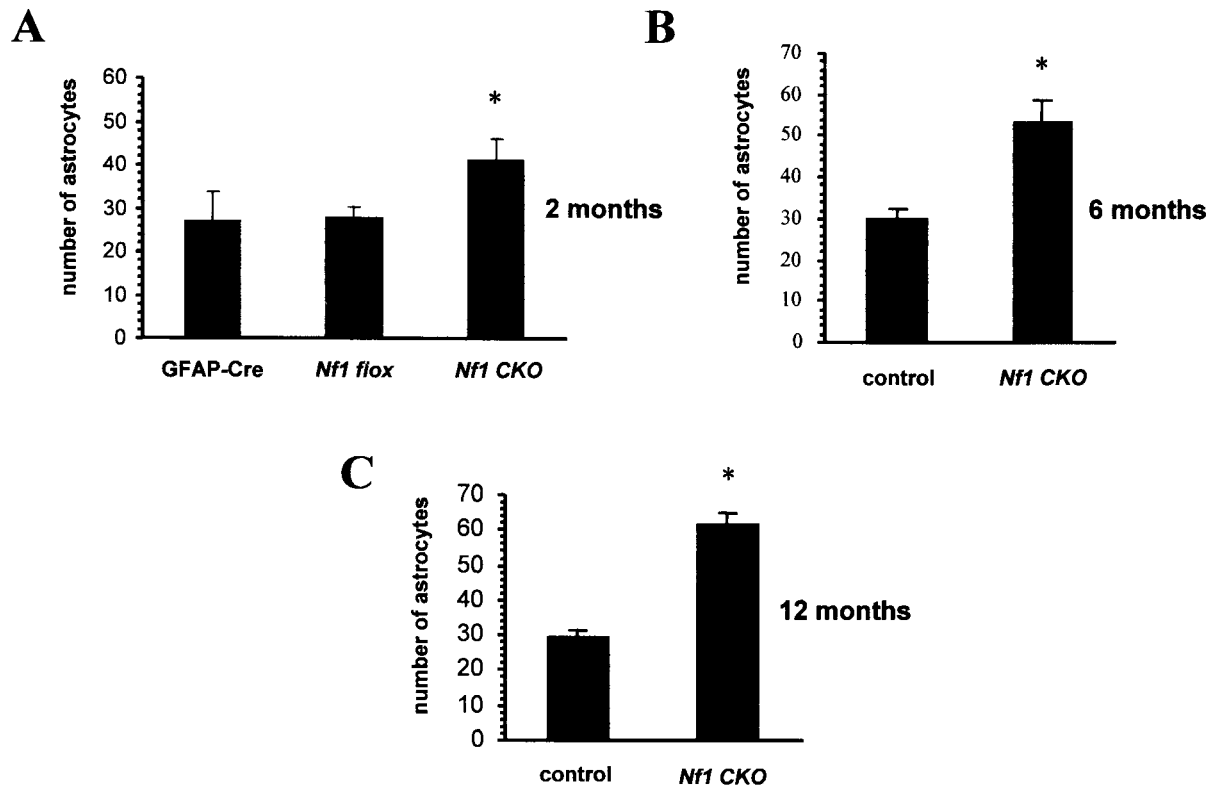 A
number of astrocytes
60
50
40
30
20
10
0
*
GFAP-Cre
Nf1 flox
Nf1 CKO
2 months
B
number of astrocytes
70
60
50
40
30
20
10
0
*
control
Nf1 CKO
6 months
C
number of astrocytes
70
60
50
40
30
20
10
0
*
control
Nf1 CKO
12 months